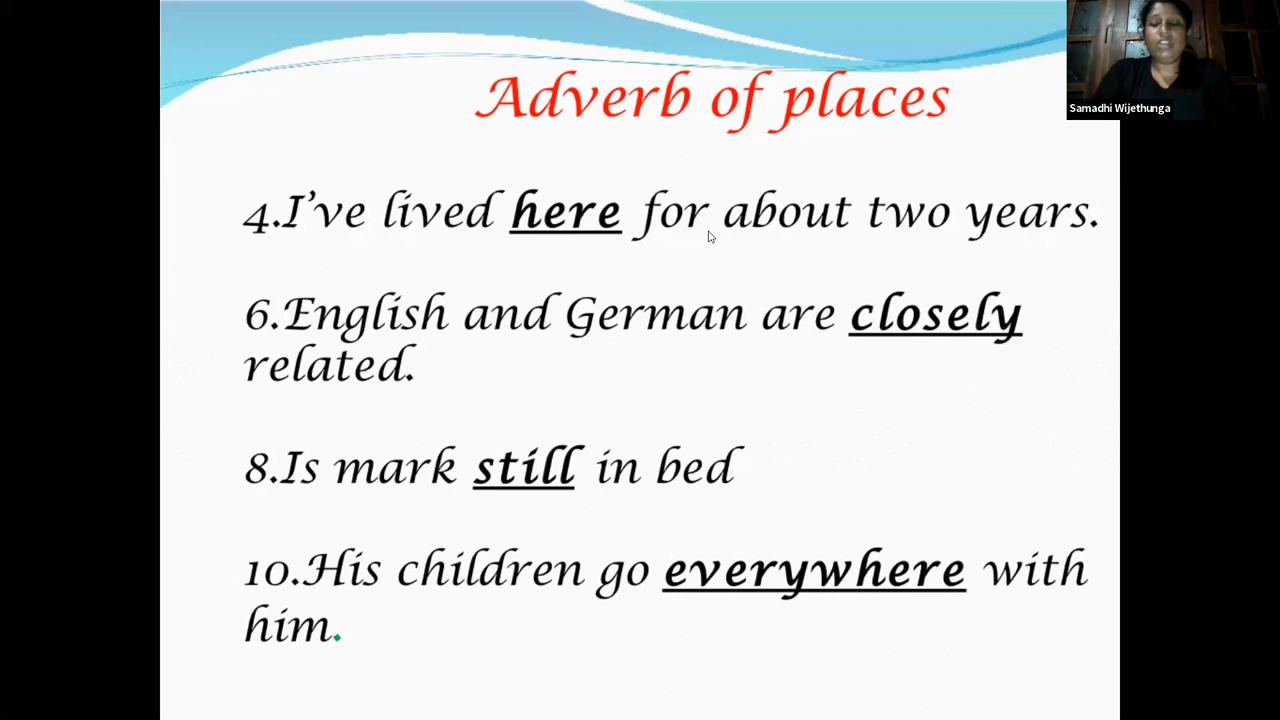 Adverb of places
Samadhi Wijethunga
4.I’ve lived here for about two years.
6.English and German are closely
related.
8.Is mark still in bed
10.His children go everywhere with
him.